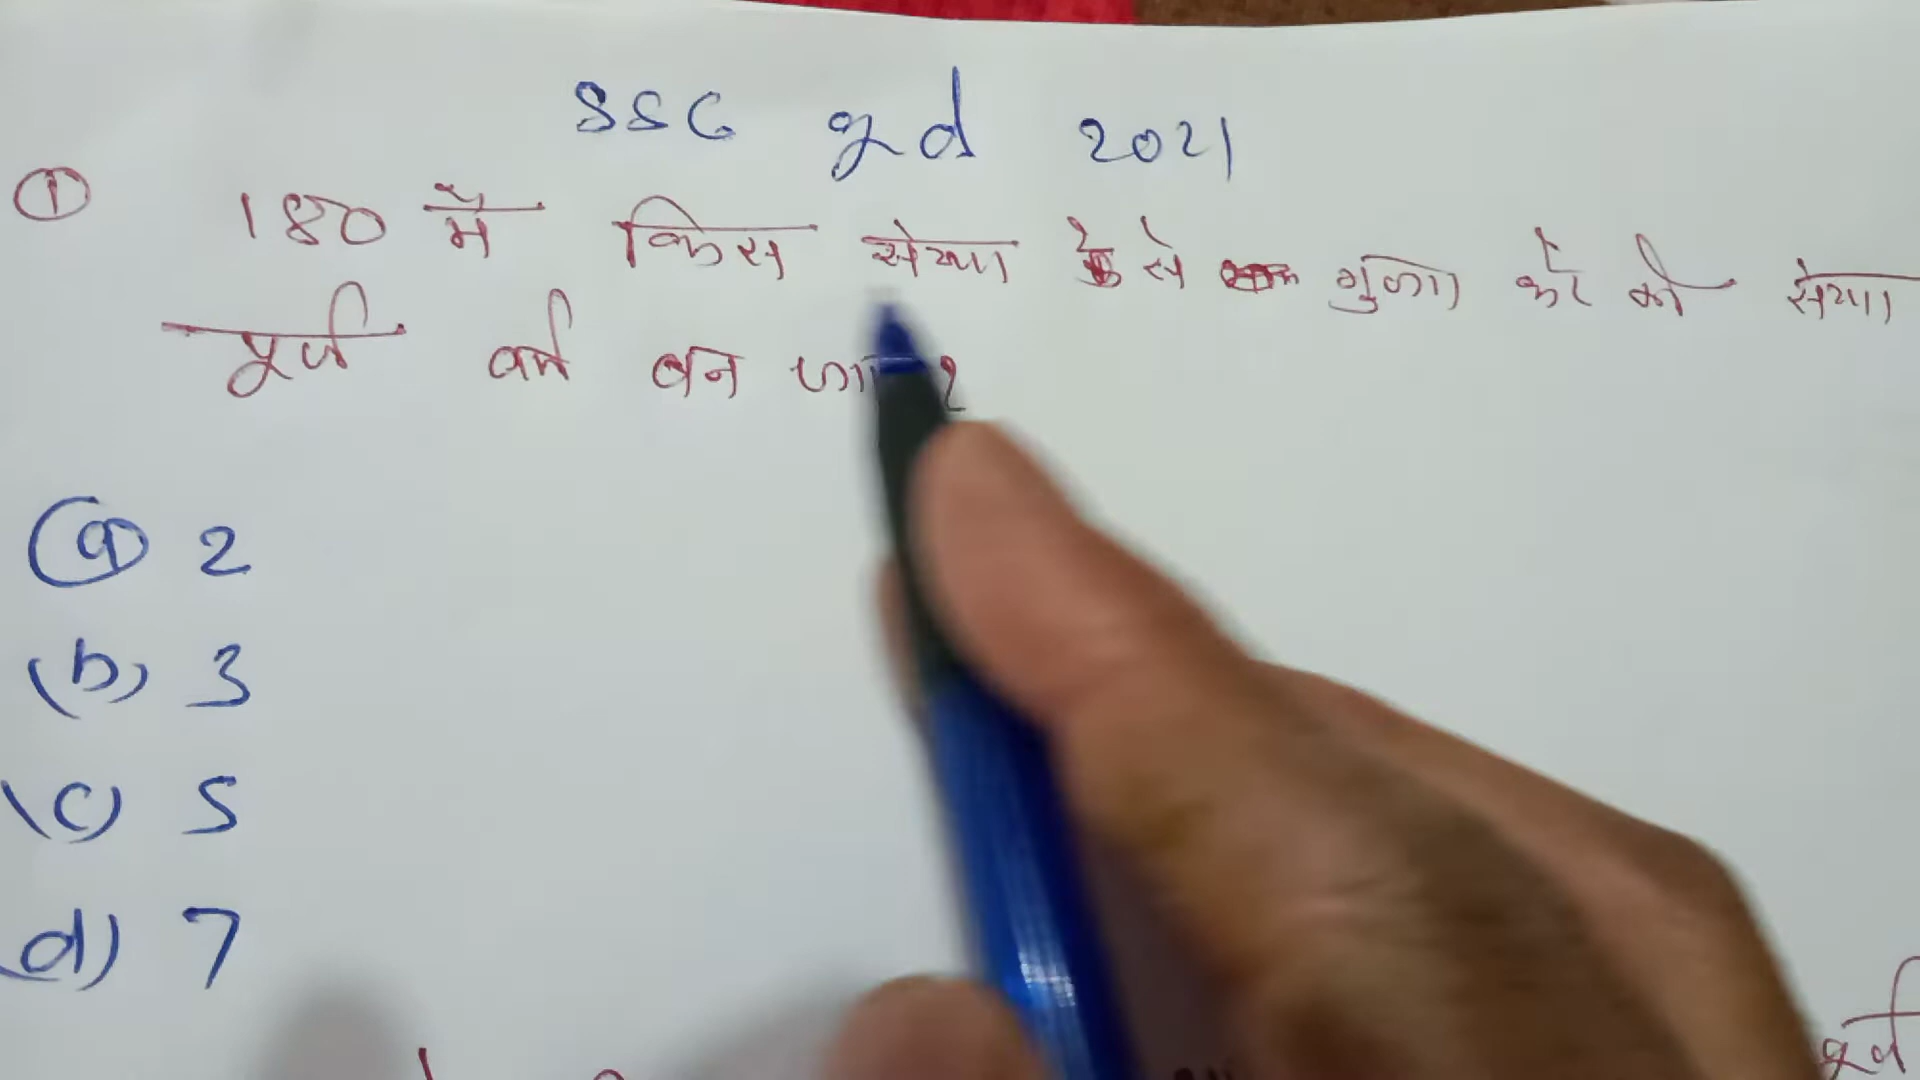 SSC gd 2021
① 180 में किस संख्या से गुणा करें की संख्या
पूर्ण वर्ग बन जाए
(a) 2
(b) 3
(c) 5
(d) 7